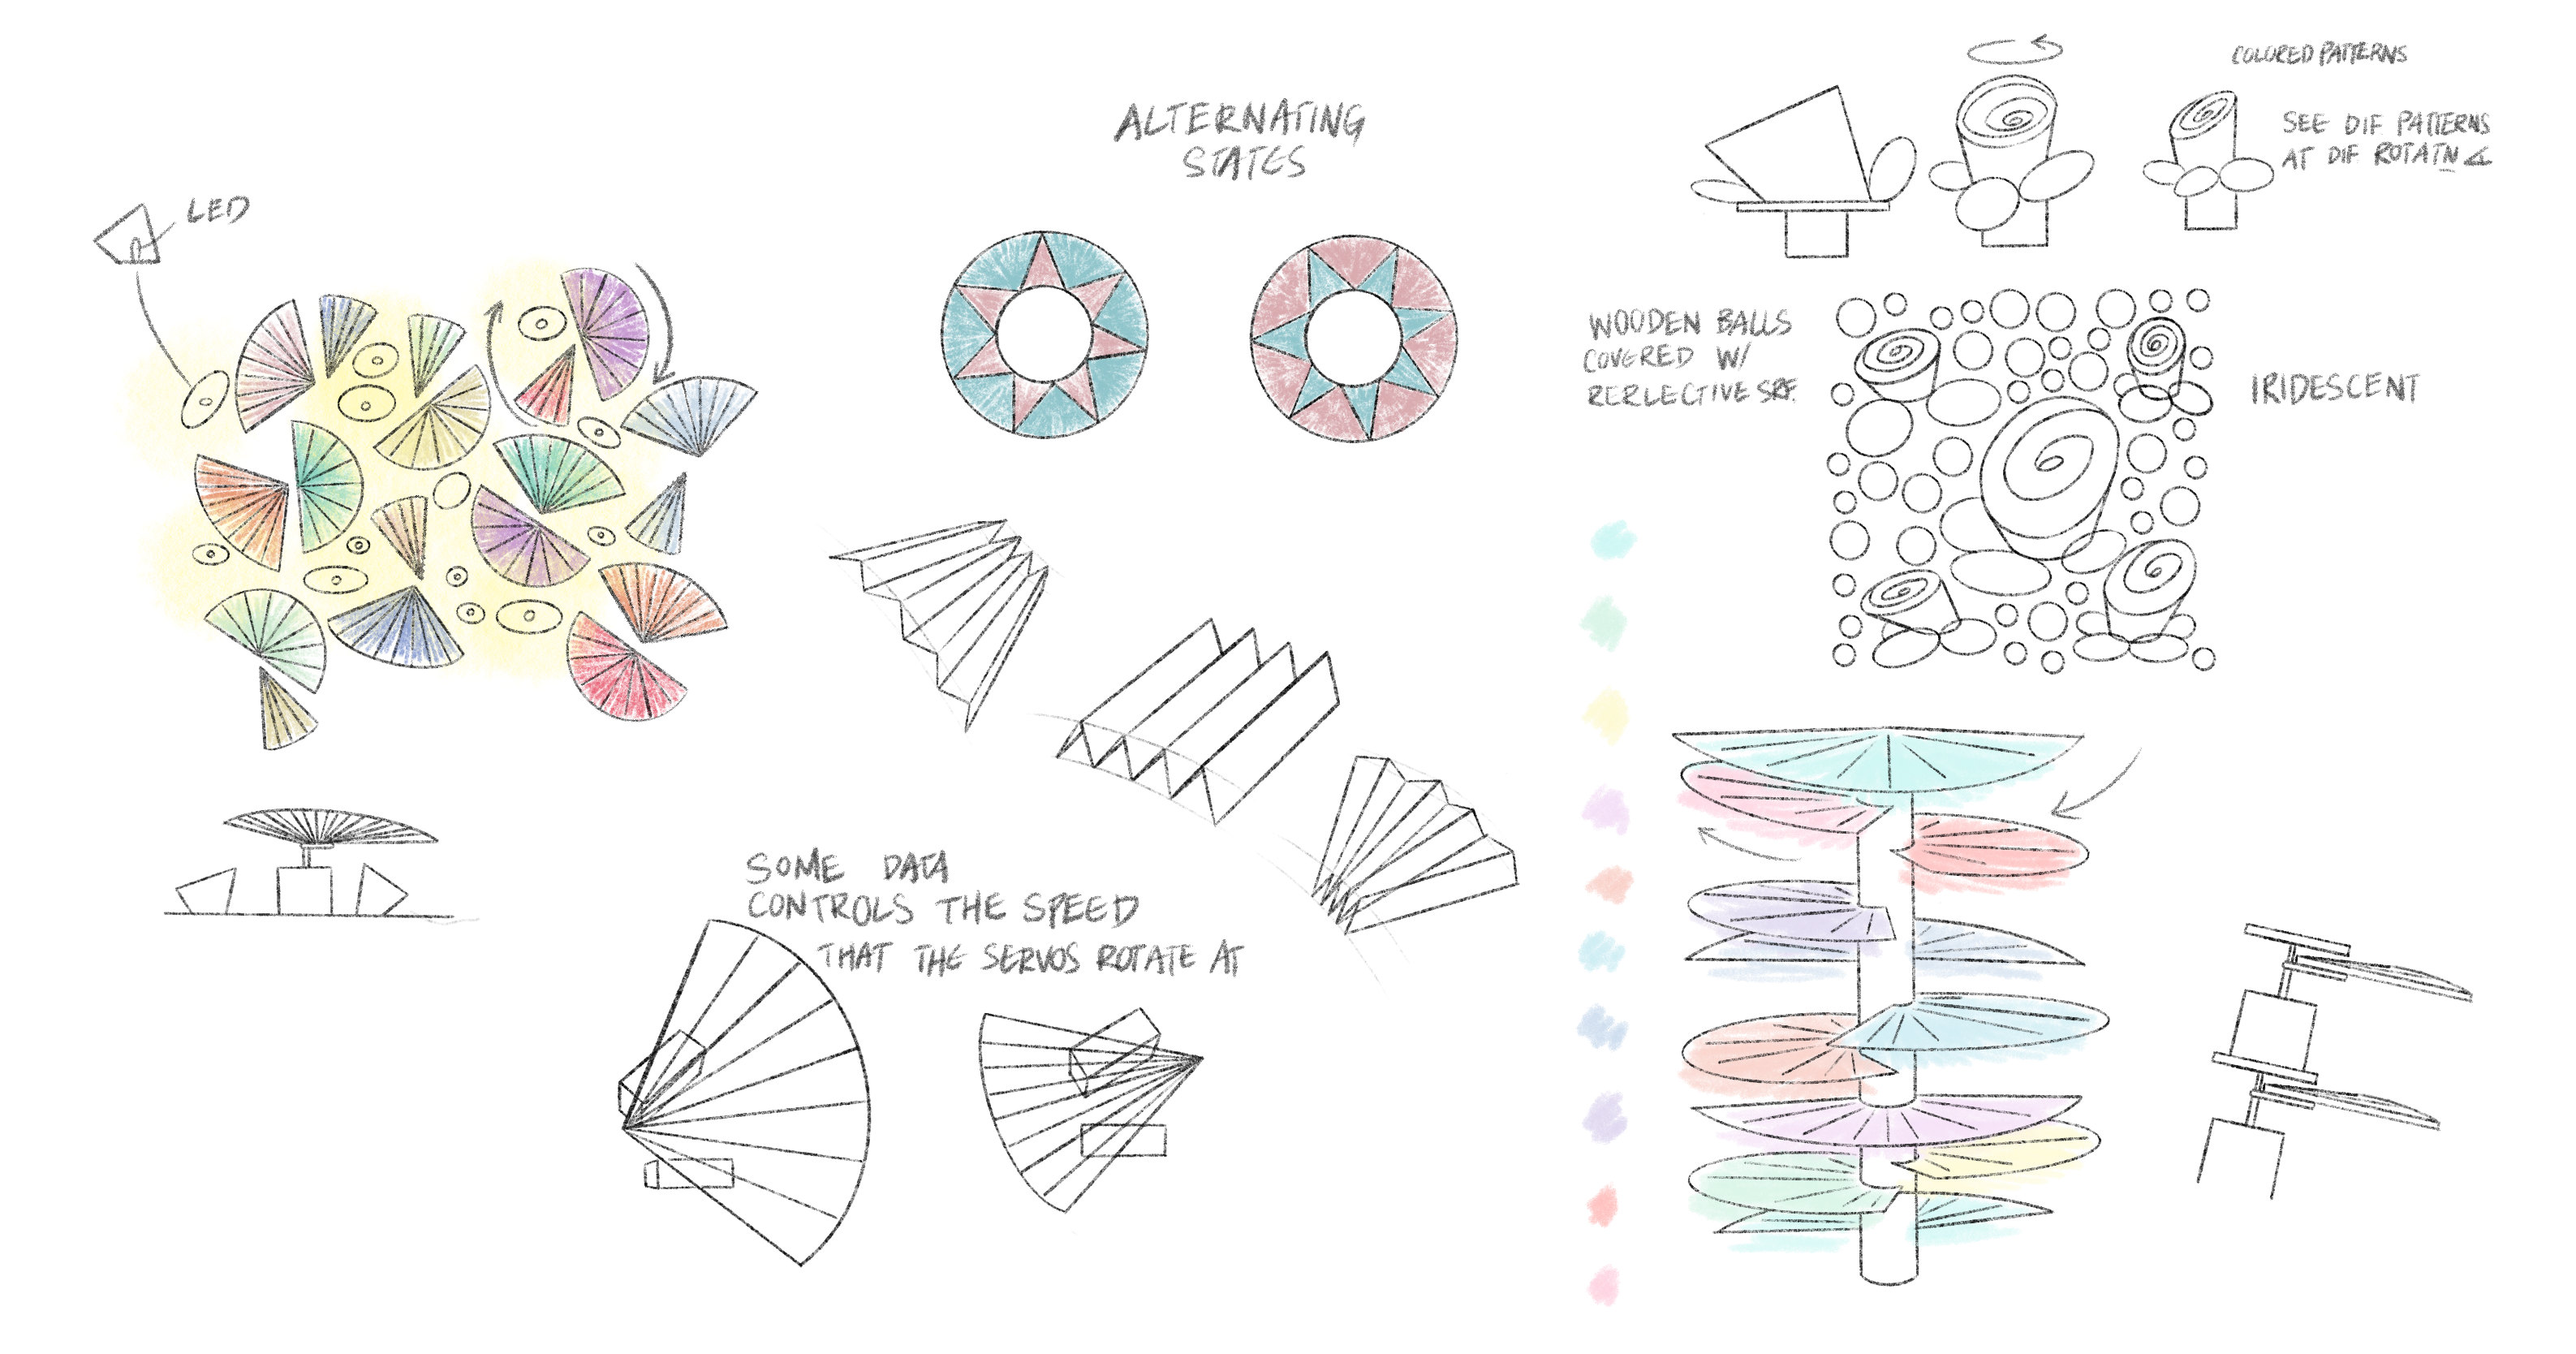 LED
ALTERNATING
STATES
SOME DATA
CONTROLS THE SPEED
THAT THE SERVOS ROTATE AT
COLORED PATTERNS
SEE DIF PATTERNS
AT DIF ROTATN ∡
WOODEN BALLS
COVERED W/
RERLECTIVE SRF.
IRIDESCENT